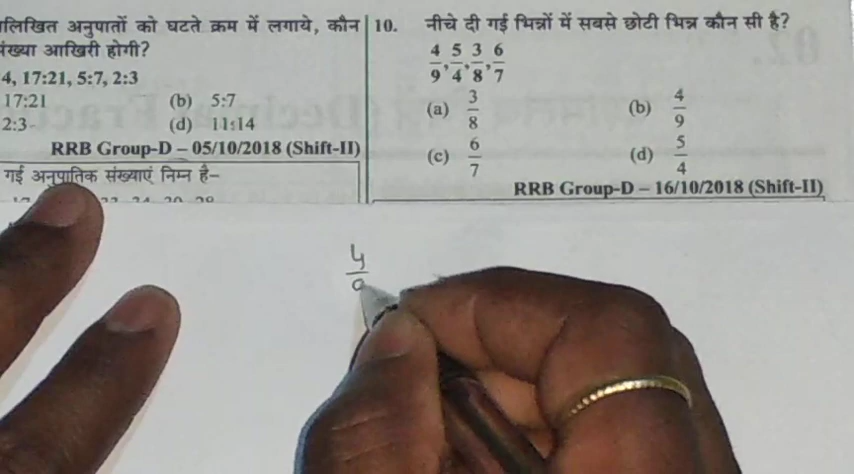 लिखित अनुपातों को घटते क्रम में लगाये, कौन
संख्या आखिरी होगी?
4, 17:21, 5:7, 2:3
17:21 (b) 5:7
2:3 (d) 11:14
RRB Group-D – 05/10/2018 (Shift-II)
गई अनुपातिक संख्याएं निम्न है–
10. नीचे दी गई भिन्नों में सबसे छोटी भिन्न कौन सी है?
4/9, 5/4, 3/8, 6/7
(a) 3/8 (b) 4/9
(c) 6/7 (d) 5/4
RRB Group-D – 16/10/2018 (Shift-II)
4